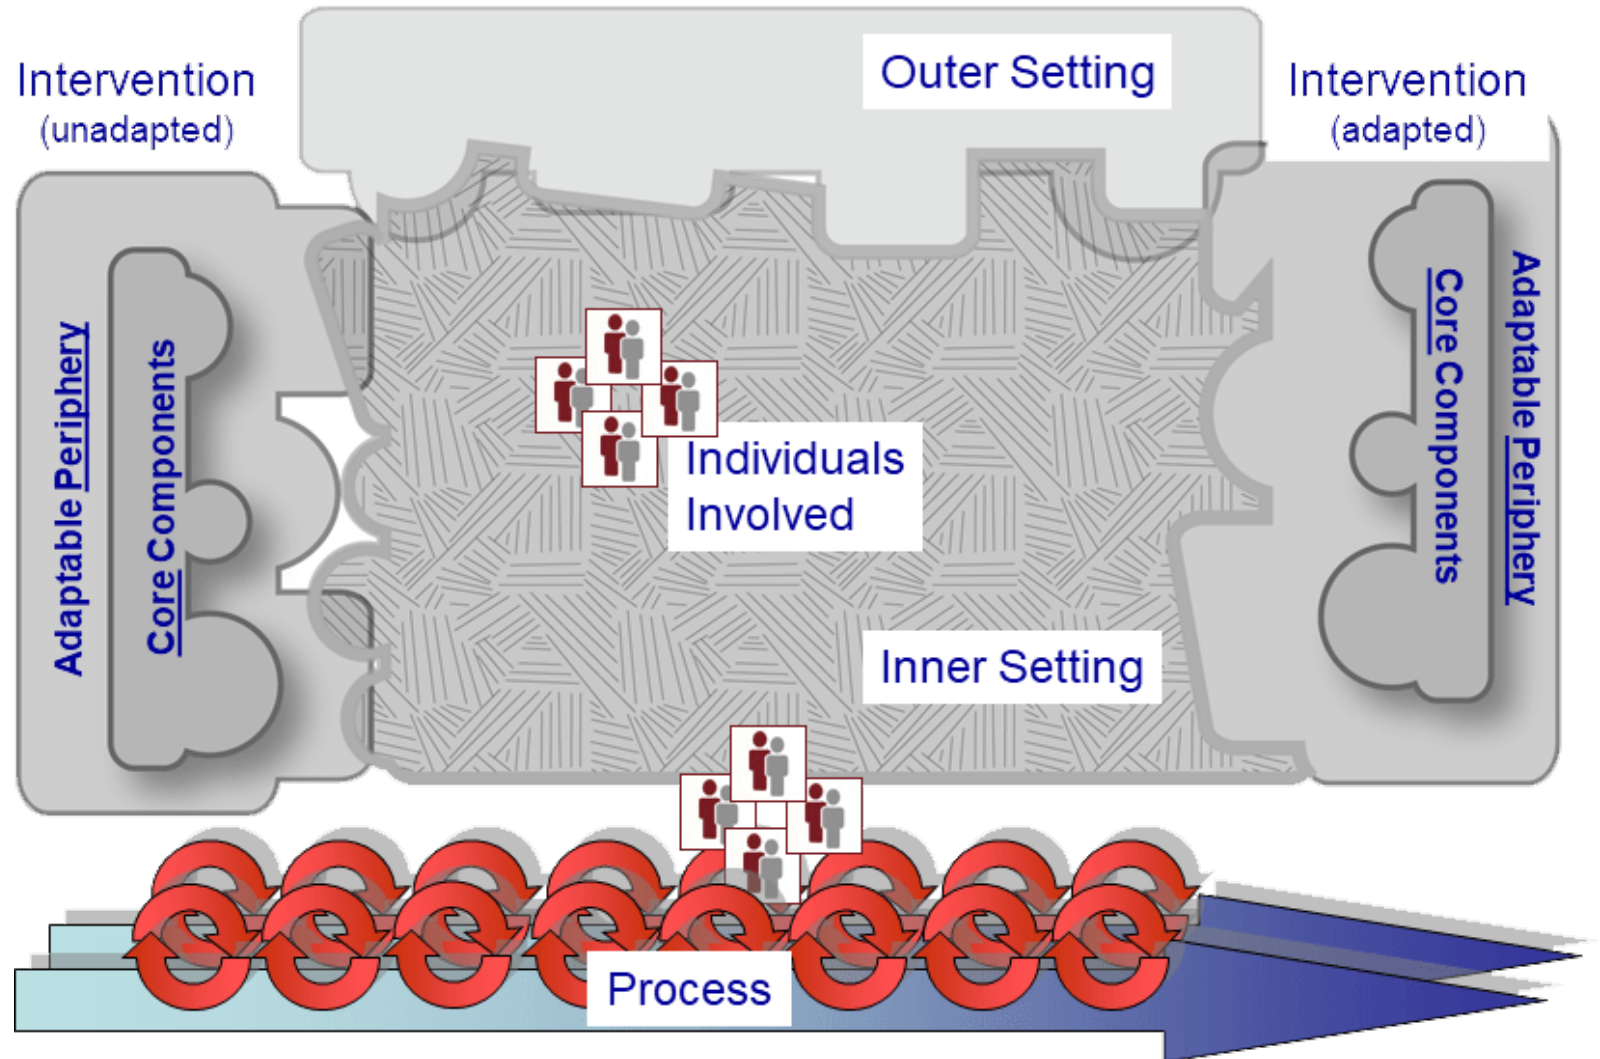 Outer Setting
Intervention
(unadapted)
Intervention
(adapted)
Adaptable Periphery
Core Components
Individuals
Involved
Core Components
Adaptable Periphery
Inner Setting
Process